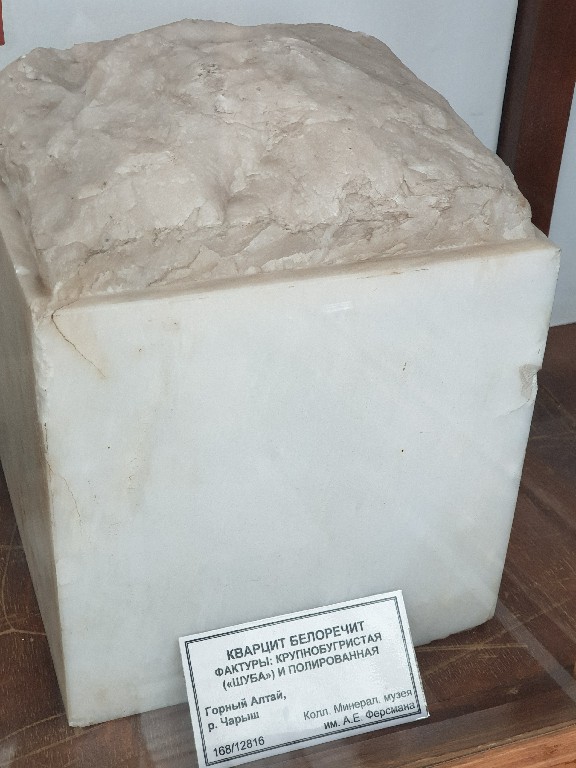 КВАРЦИТ БЕЛОРЕЧИТ
ФАКТУРЫ: КРУПНОБУГРИСТАЯ
(«ШУБА») И ПОЛИРОВАННАЯ
Горный Алтай,
р. Чарыш
Колл. Минерал. музея
им. А.Е. Ферсмана
168/12816